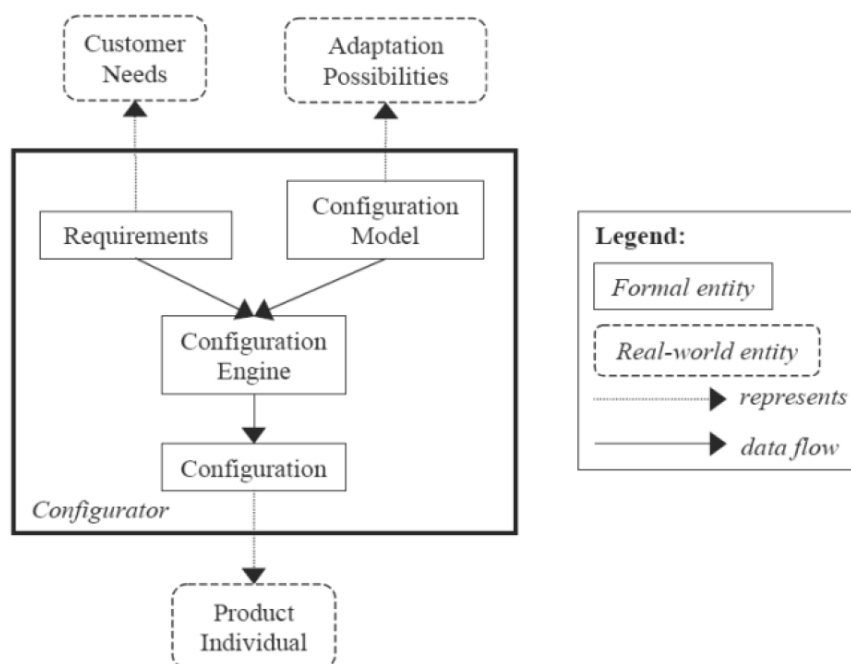 Customer
Needs
Adaptation
Possibilities
Requirements
Configuration
Model
Configuration
Engine
Configuration
Configurator
Product
Individual
Legend:
Formal entity
Real-world entity
represents
data flow